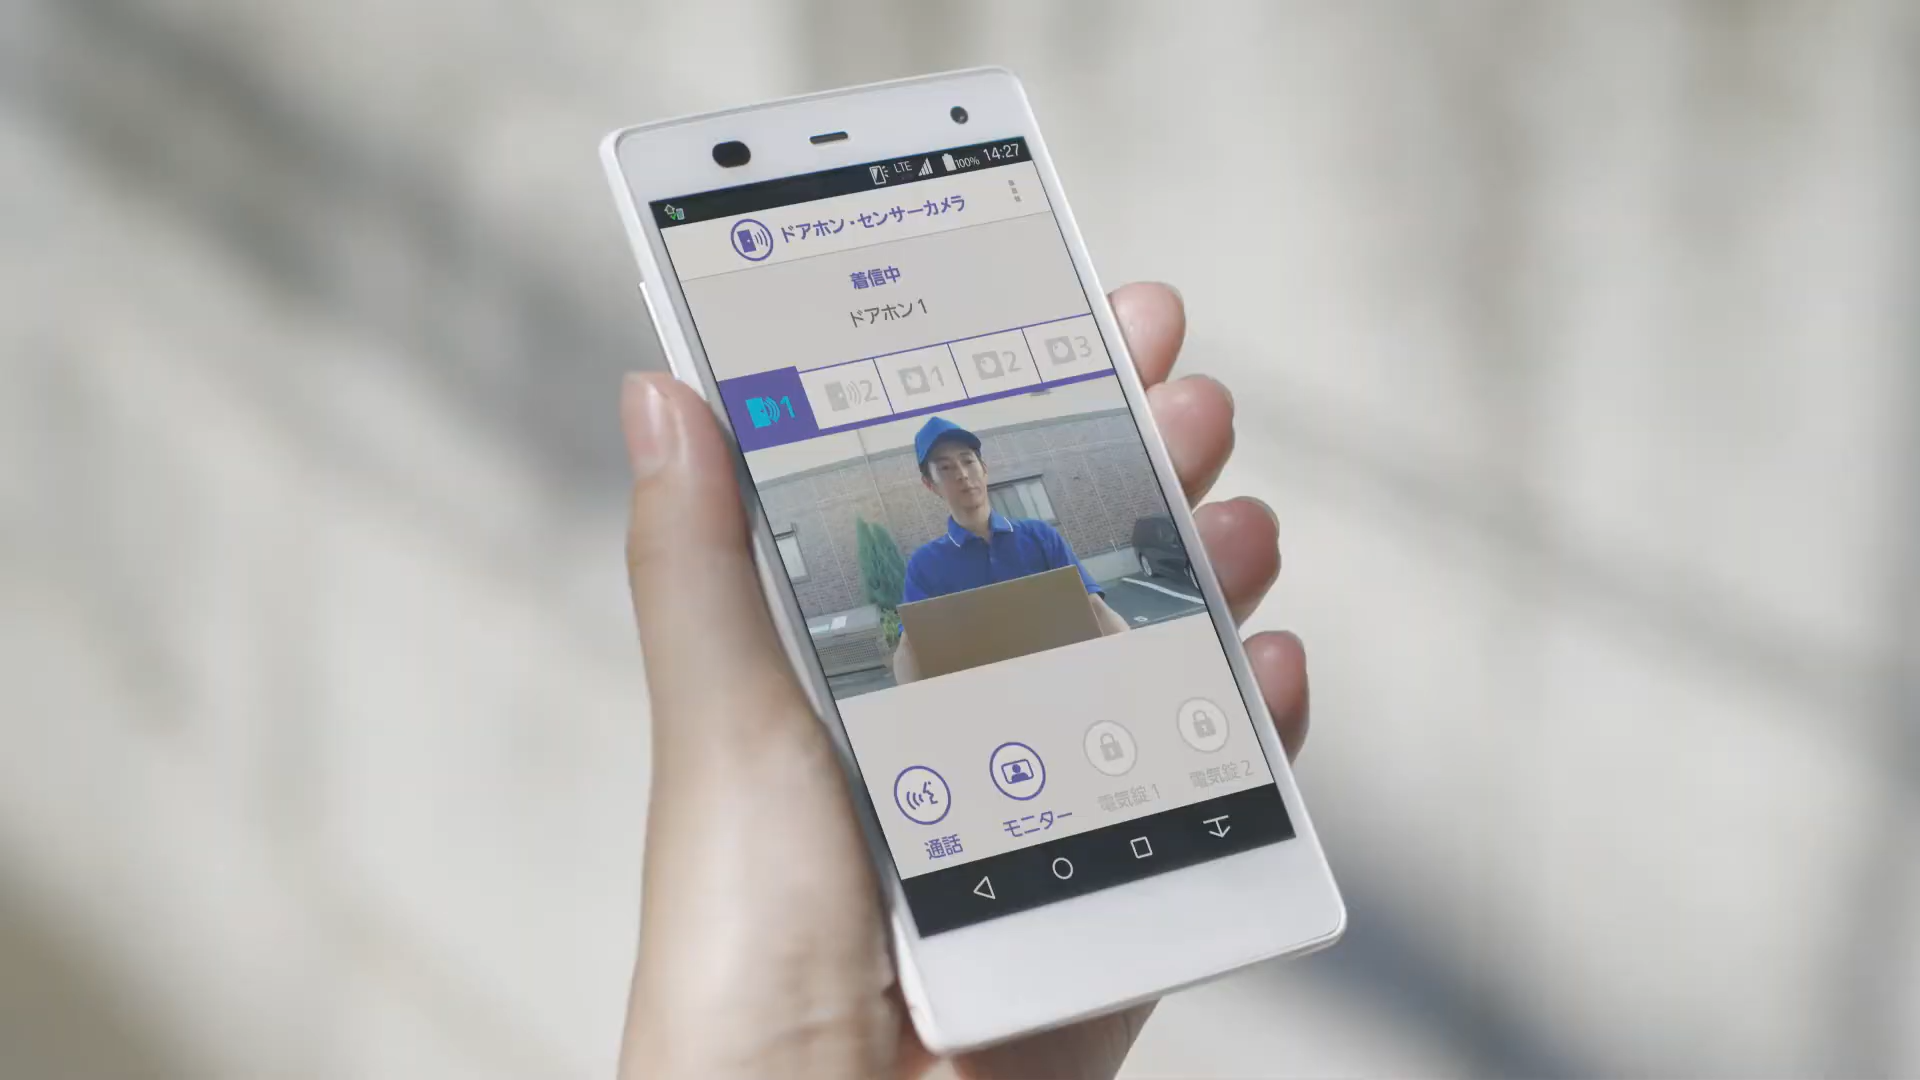 LTE 100% 14:27
ドアホン・センサーカメラ
着信中
ドアホン1
1 2 1 2 3
通話 モニター 電気錠1 電気錠2